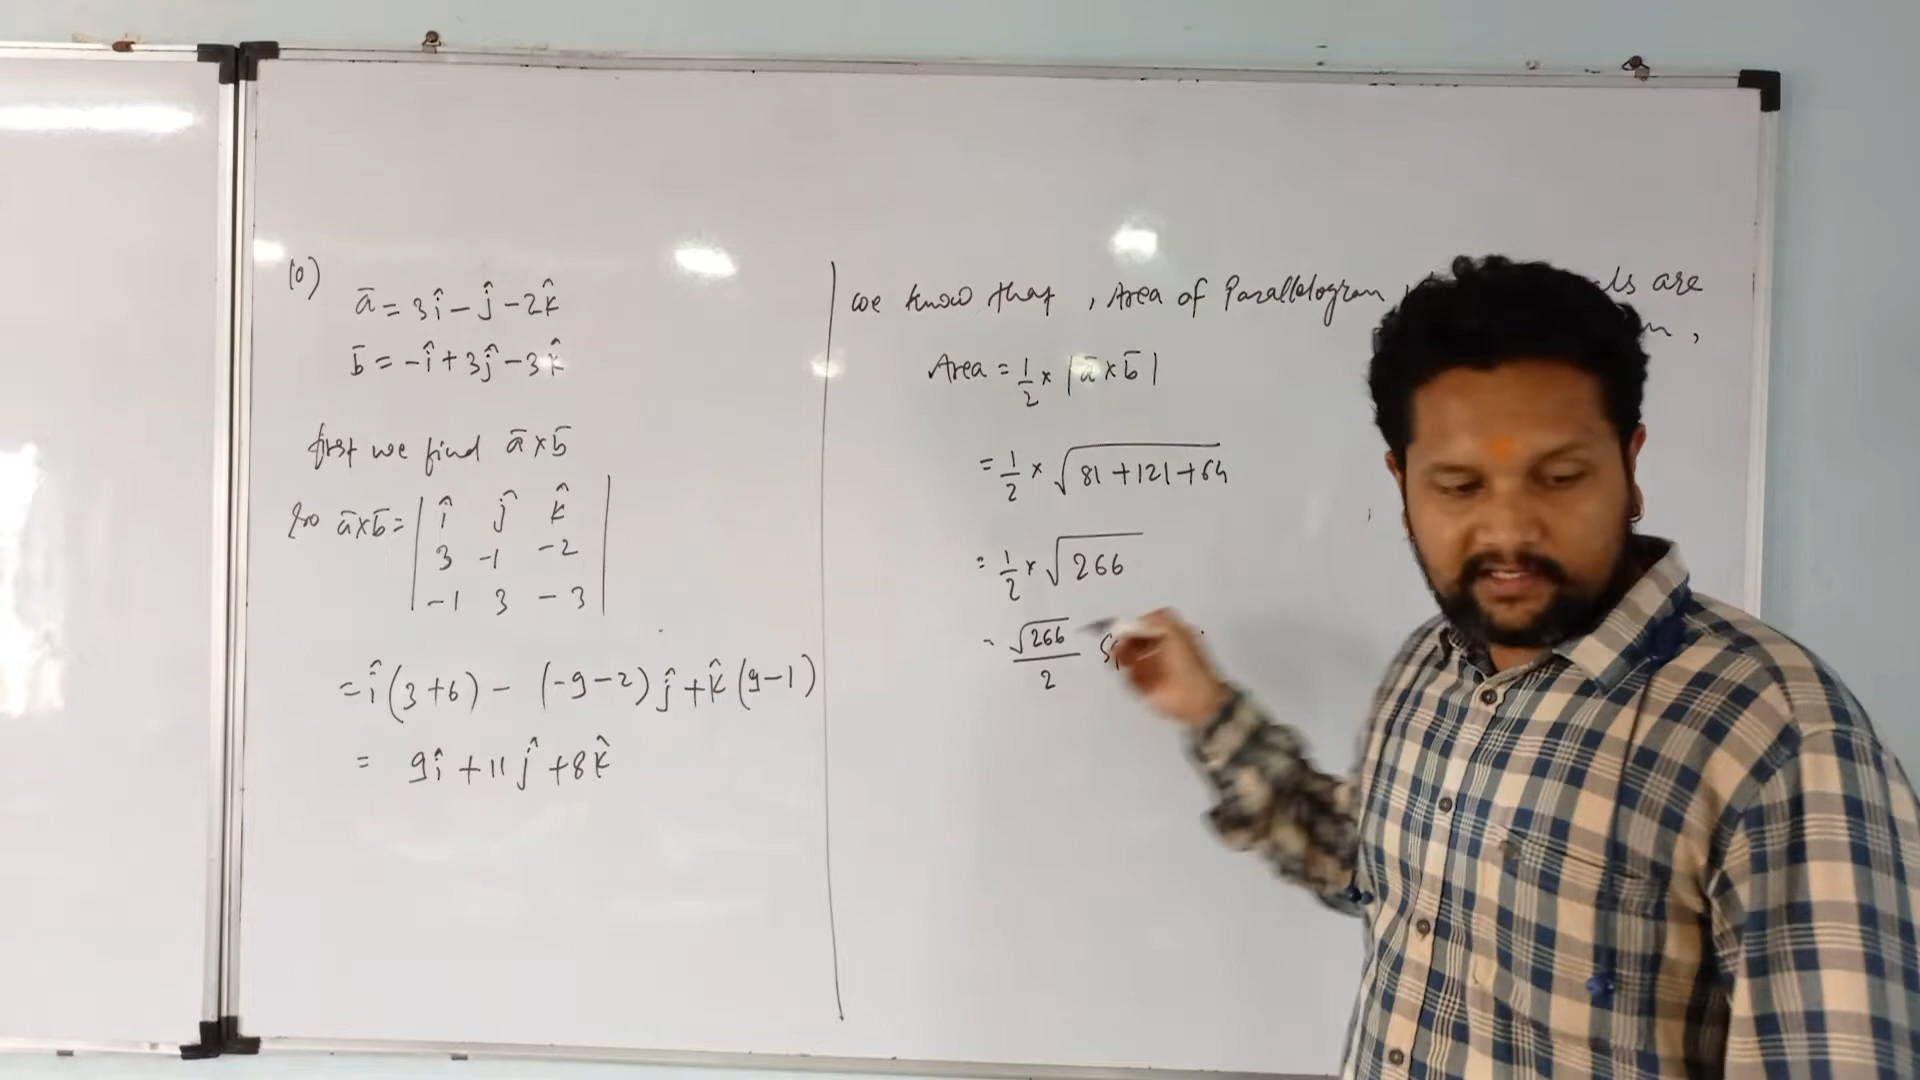 10)
a̅ = 3î - ĵ - 2k̂
b̅ = -î + 3ĵ - 3k̂
first we find a̅ x b̅
so a̅ x b̅ = | î ĵ k̂ |
3 -1 -2
-1 3 -3
= î (3+6) - (-9-2) ĵ + k̂ (9-1)
= 9î + 11ĵ + 8k̂
we know that , Area of Parallelogram are
,
Area = 1/2 x |a̅ x b̅|
= 1/2 x √81+121+64
= 1/2 x √266
= √266/2